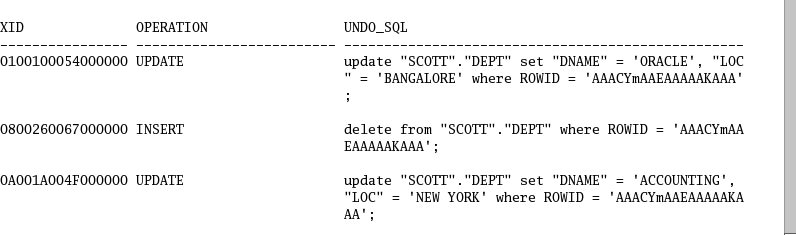 XID              OPERATION                 UNDO_SQL
---------------- ------------------------- --------------------------------------------------
0100100054000000 UPDATE                    update "SCOTT"."DEPT" set "DNAME" = 'ORACLE', "LOC
" = 'BANGALORE' where ROWID = 'AAACYmAAEAAAAAKAAA'
;
0800260067000000 INSERT                    delete from "SCOTT"."DEPT" where ROWID = 'AAACYmAA
EAAAAAKAAA';
0A001A004F000000 UPDATE                    update "SCOTT"."DEPT" set "DNAME" = 'ACCOUNTING',
"LOC" = 'NEW YORK' where ROWID = 'AAACYmAAEAAAAAKA
AA';